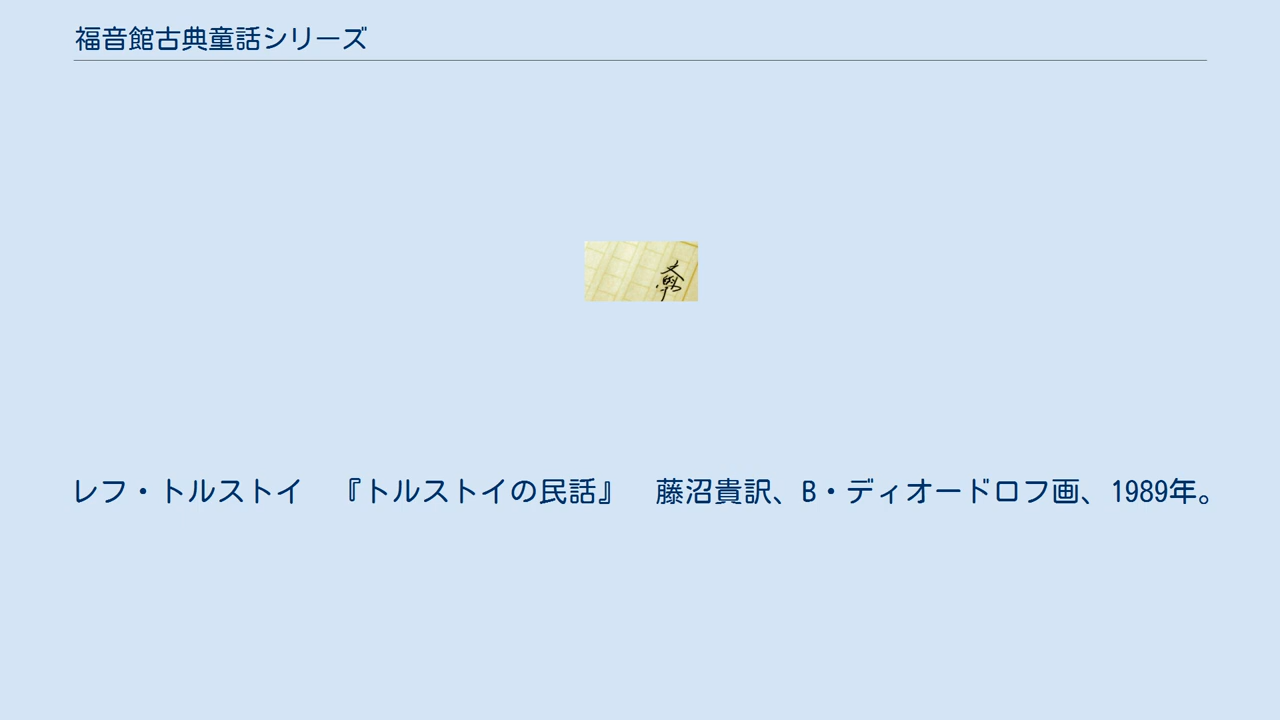 福音館古典童話シリーズ
レフ・トルストイ　『トルストイの民話』　藤沼貴訳、B・ディオードロフ画、1989年。